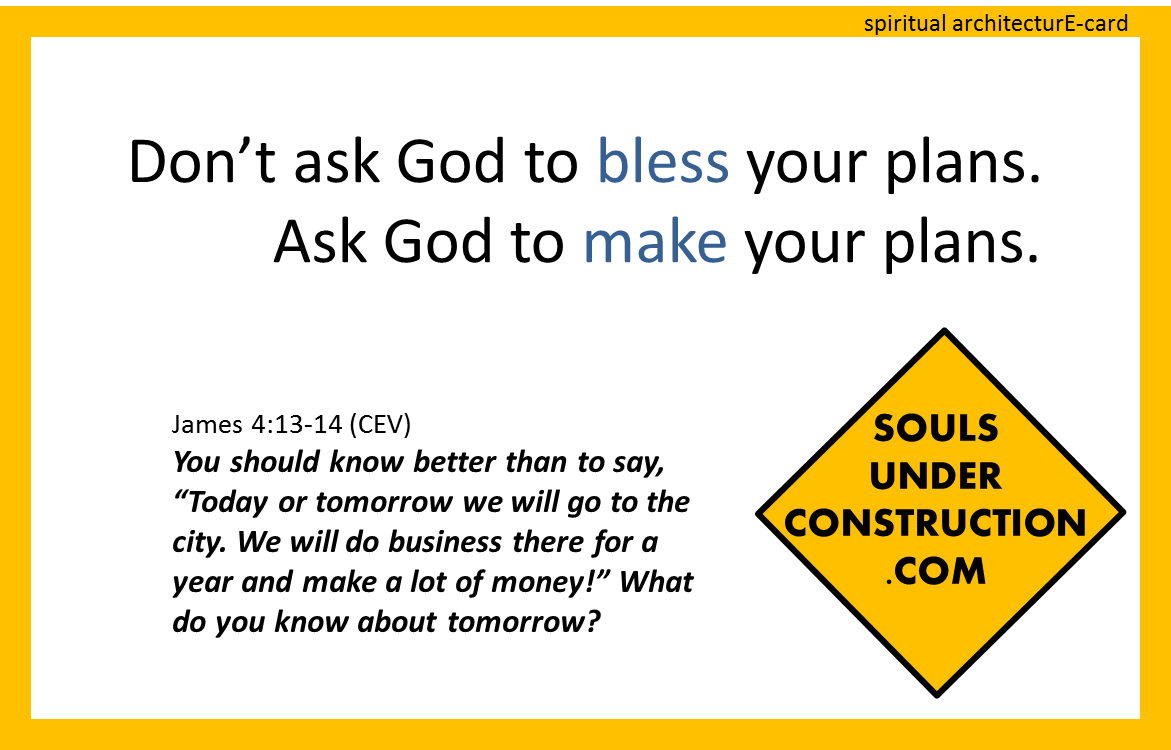 spiritual architecturE-card
Don’t ask God to bless your plans.
Ask God to make your plans.
James 4:13-14 (CEV)
You should know better than to say,
“Today or tomorrow we will go to the
city. We will do business there for a
year and make a lot of money!” What
do you know about tomorrow?
SOULS
UNDER
CONSTRUCTION
.COM